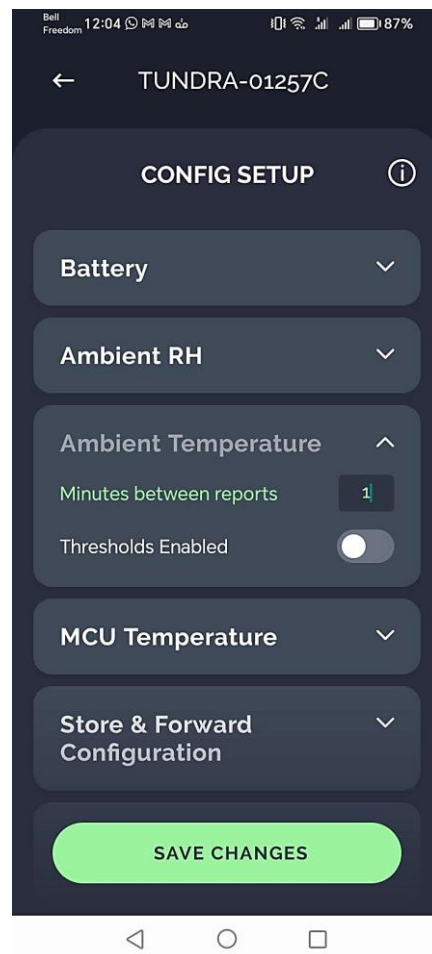 Bell
Freedom 12:04 87%
TUNDRA-01257C
CONFIG SETUP
Battery
Ambient RH
Ambient Temperature
Minutes between reports 1
Thresholds Enabled
MCU Temperature
Store & Forward
Configuration
SAVE CHANGES